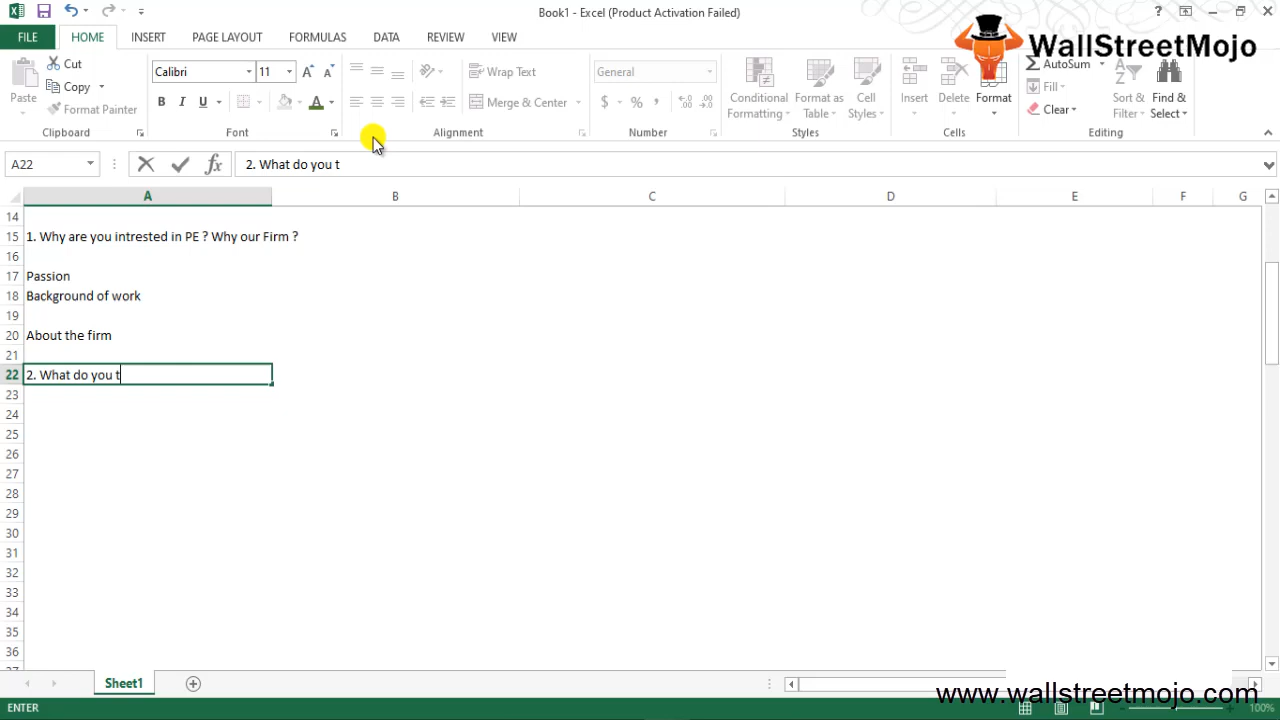 Book1 - Excel (Product Activation Failed)
?
WallStreetMojo
FILE HOME INSERT PAGE LAYOUT FORMULAS DATA REVIEW VIEW
Paste
Cut
Copy
Format Painter
Clipboard
Calibri 11
B I U
Font
Wrap Text
Merge & Center
Alignment
General
$ % ,
Number
Conditional Formatting
Format as Table
Cell Styles
Styles
Insert Delete Format
Cells
AutoSum
Fill
Clear
Sort & Filter
Find & Select
Editing
A22 fx 2. What do you t
A B C D E F G
14
15 1. Why are you intrested in PE ? Why our Firm ?
16
17 Passion
18 Background of work
19
20 About the firm
21
22 2. What do you t
23
24
25
26
27
28
29
30
31
32
33
34
35
36
Sheet1
www.wallstreetmojo.com
ENTER 100%